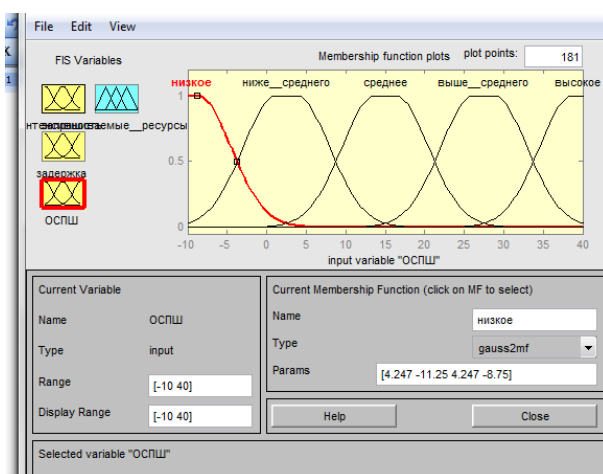 File Edit View
FIS Variables
Membership function plots plot points: 181
низкое ниже__среднего среднее выше__среднего высокое
1
0.5
0
-10 -5 0 5 10 15 20 25 30 35 40
input variable "ОСПШ"
ресурсы
задержка
ОСПШ
Current Variable
Name ОСПШ
Type input
Range [-10 40]
Display Range [-10 40]
Current Membership Function (click on MF to select)
Name низкое
Type gauss2mf
Params [4.247 -11.25 4.247 -8.75]
Help Close
Selected variable "ОСПШ"